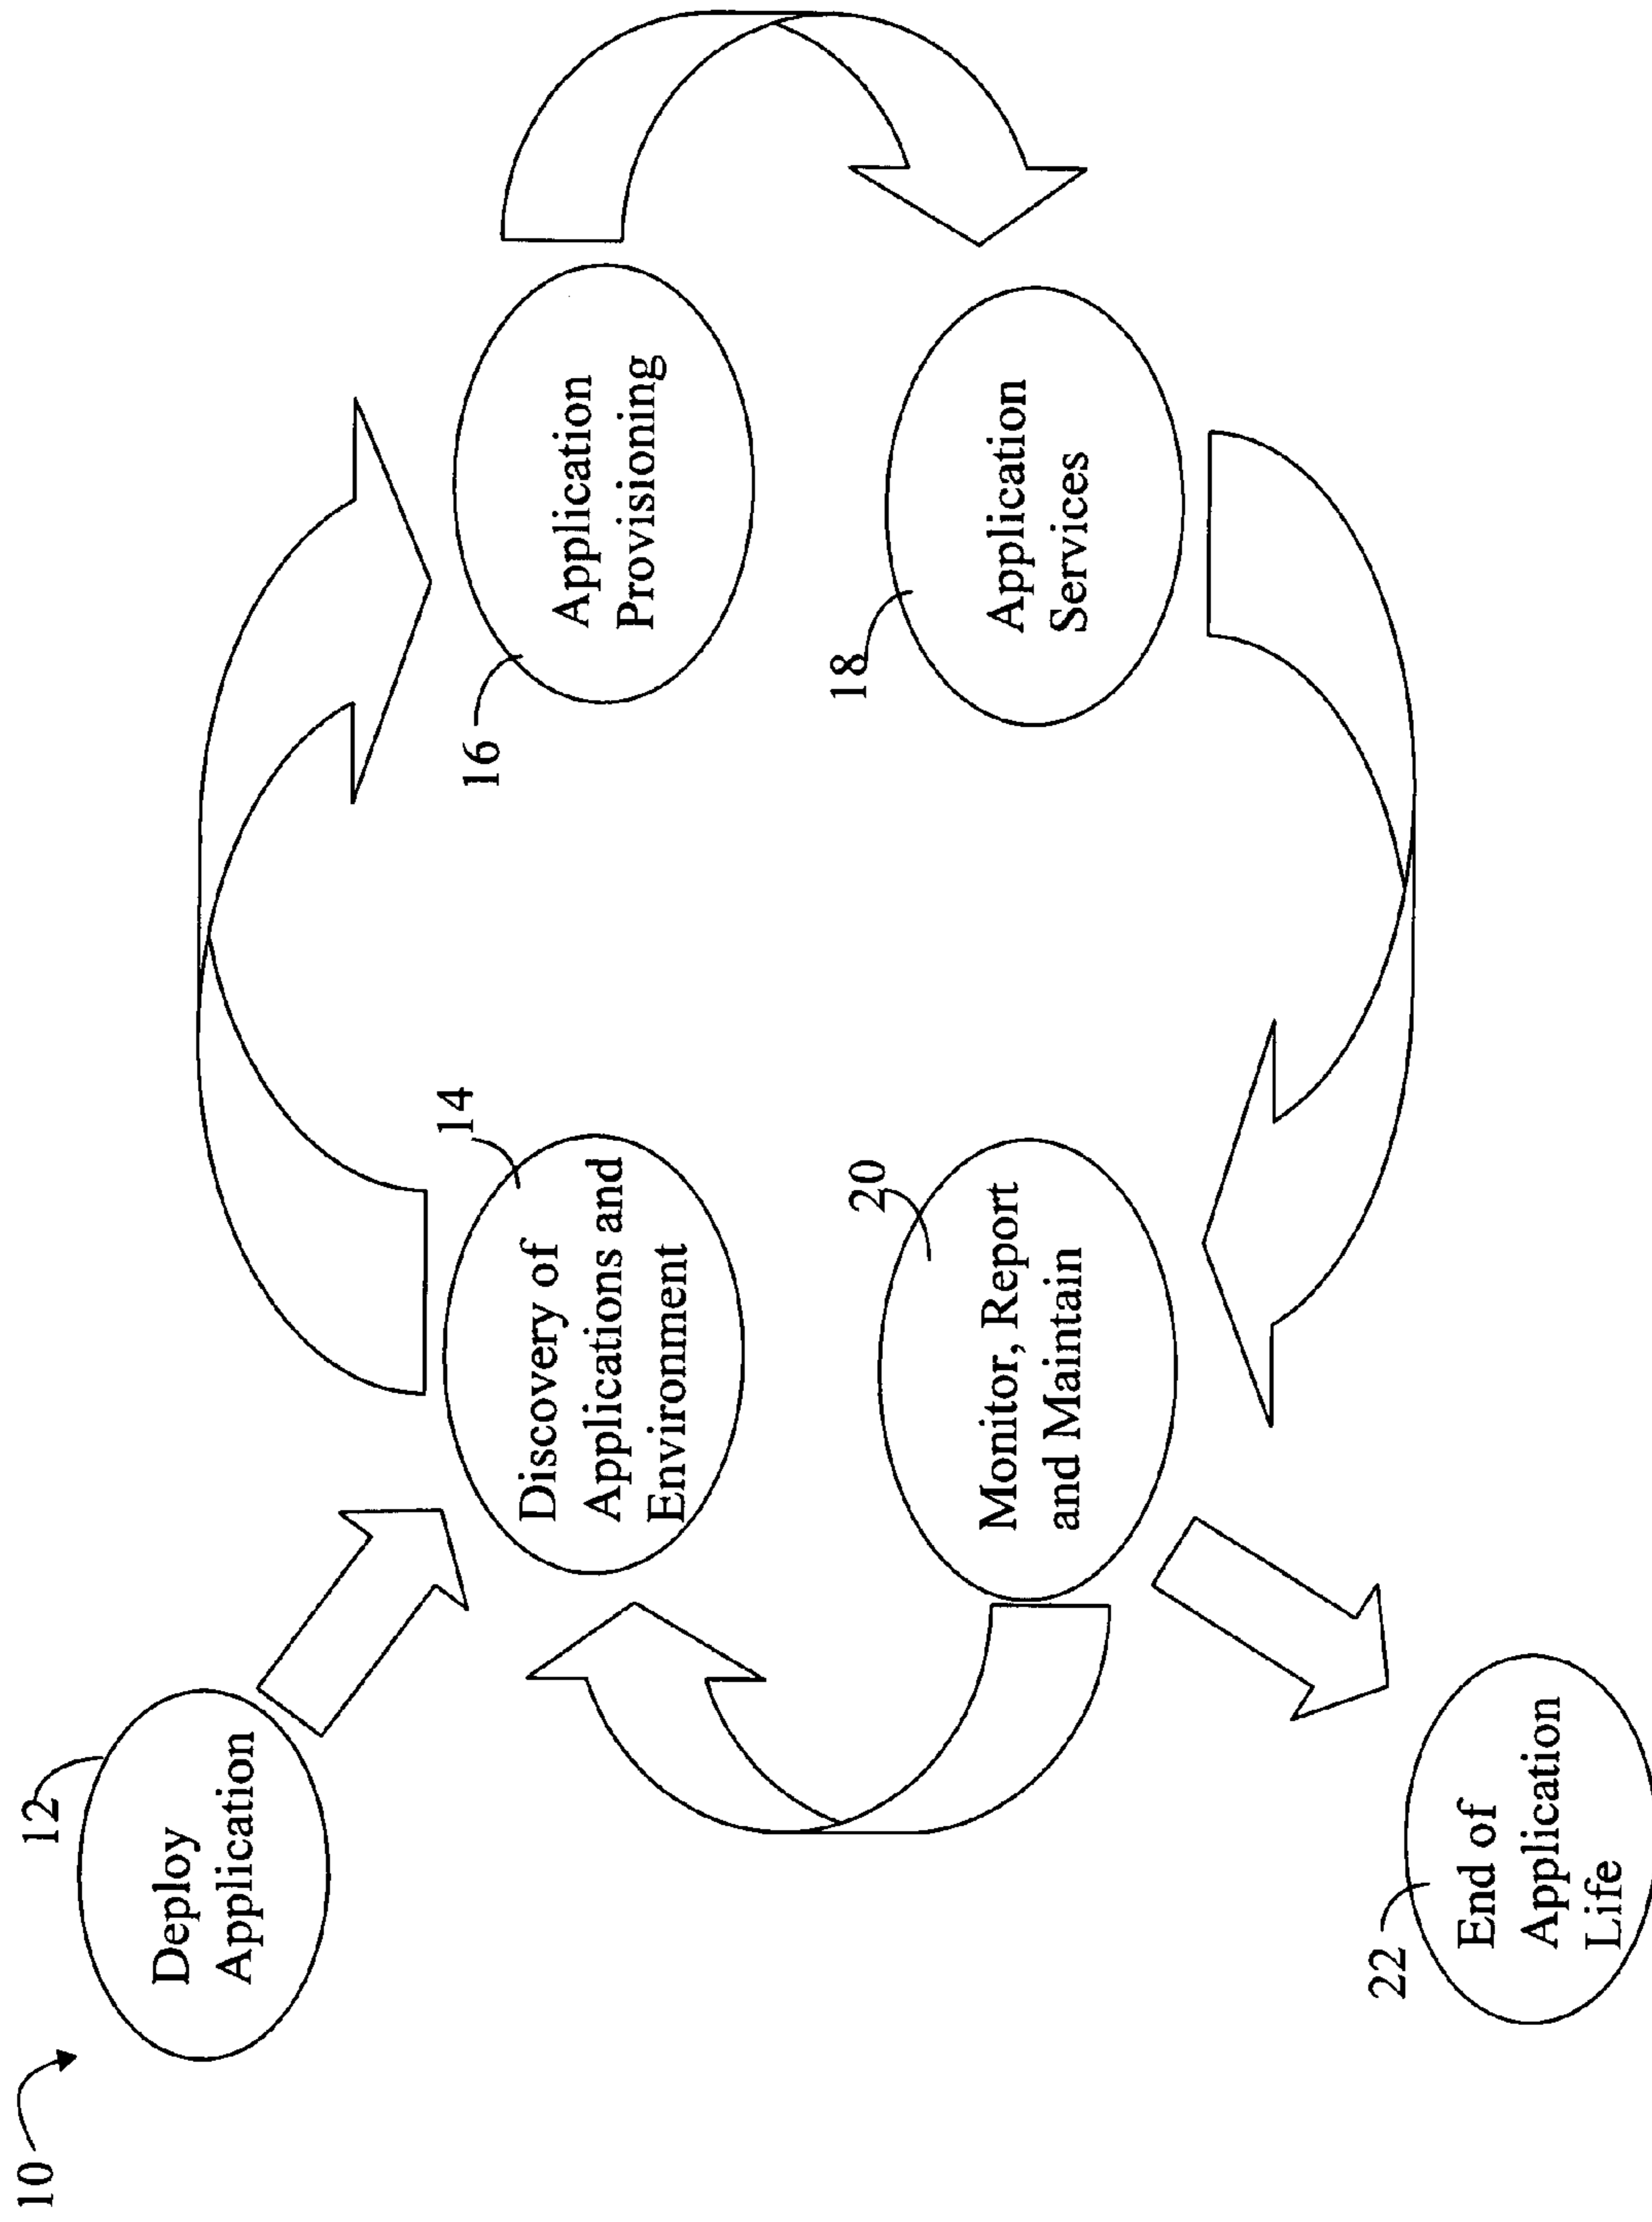 10
12
Deploy
Application
14
Discovery of
Applications and
Environment
16
Application
Provisioning
18
Application
Services
20
Monitor, Report
and Maintain
22
End of
Application
Life